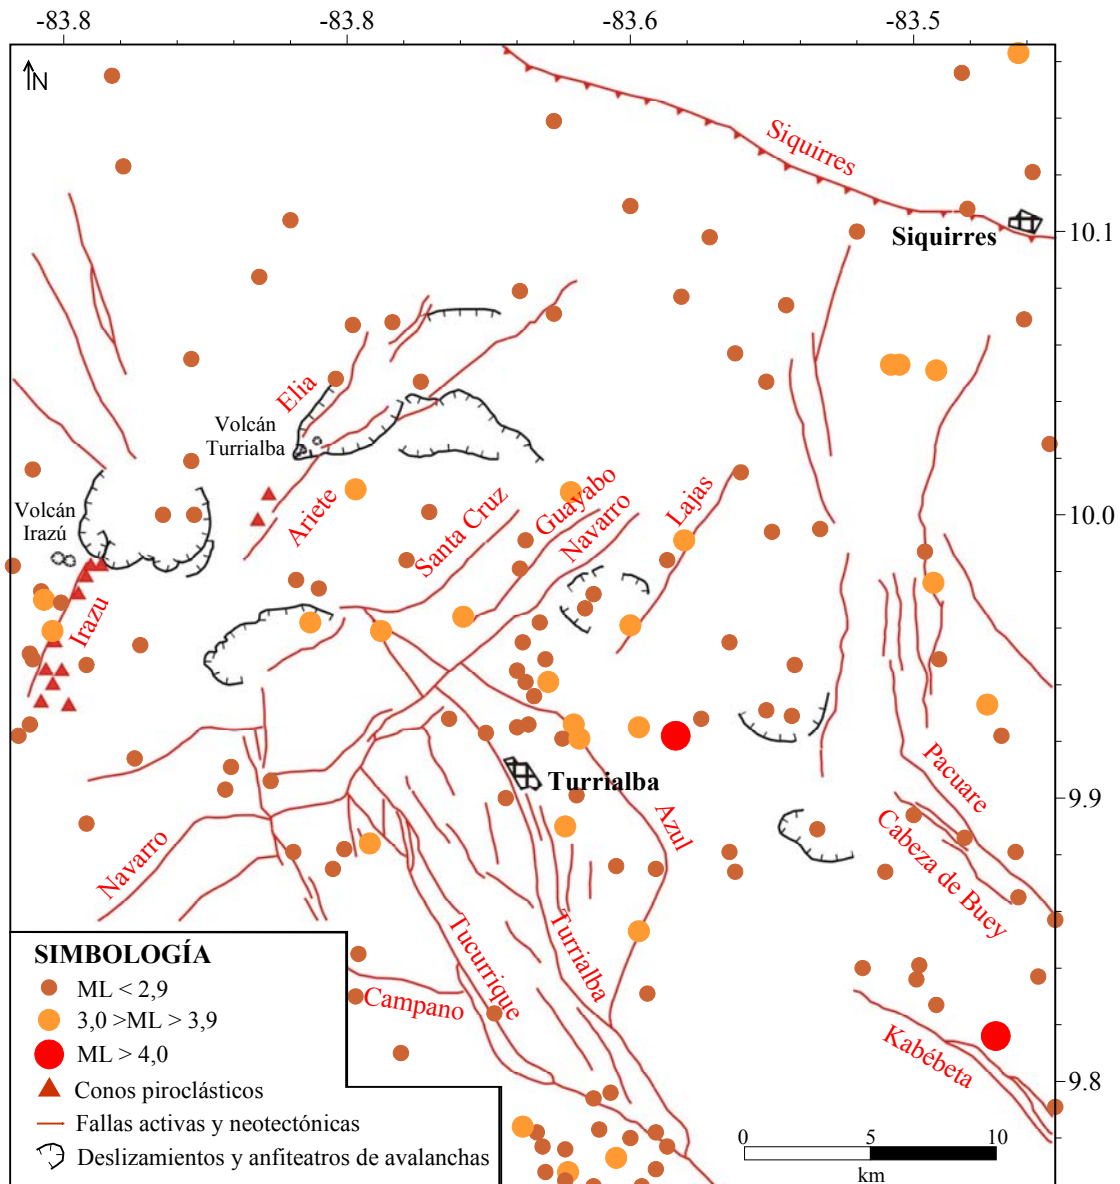 -83.8
-83.8
-83.6
-83.5
N
Siquirres
Siquirres
10.1
Elia
Volcán
Turrialba
Ariete
Santa Cruz
Guayabo
Navarro
Lajas
Volcán
Irazú
10.0
Irazu
Turrialba
Azul
Pacuare
9.9
Cabeza de Buey
Navarro
Tucurrique
Turrialba
Campano
Kabébeta
9.8
SIMBOLOGÍA
ML < 2,9
3,0 >ML > 3,9
ML > 4,0
Conos piroclásticos
Fallas activas y neotectónicas
Deslizamientos y anfiteatros de avalanchas
0 5 10
km